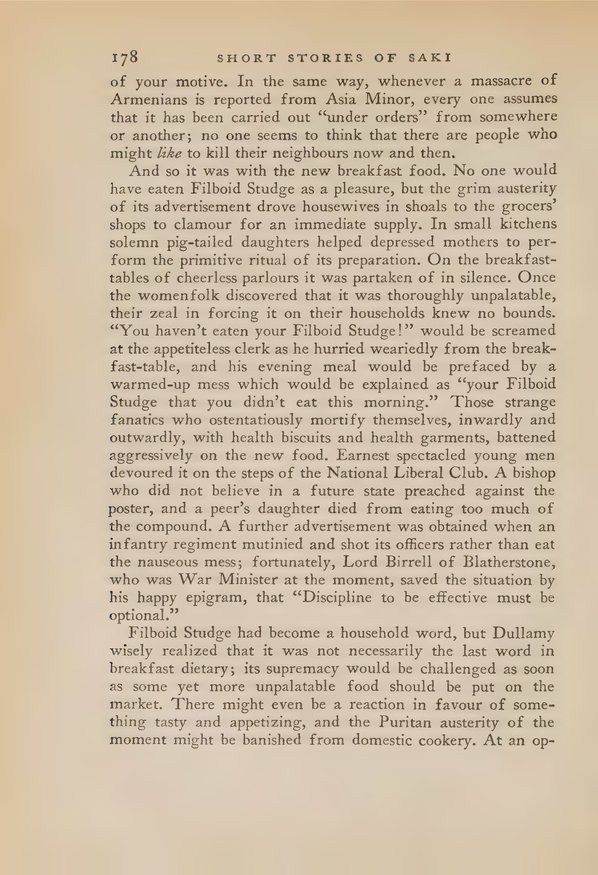 178 SHORT STORIES OF SAKI
of your motive. In the same way, whenever a massacre of
Armenians is reported from Asia Minor, every one assumes
that it has been carried out “under orders” from somewhere
or another; no one seems to think that there are people who
might like to kill their neighbours now and then.
And so it was with the new breakfast food. No one would
have eaten Filboid Studge as a pleasure, but the grim austerity
of its advertisement drove housewives in shoals to the grocers’
shops to clamour for an immediate supply. In small kitchens
solemn pig-tailed daughters helped depressed mothers to per-
form the primitive ritual of its preparation. On the breakfast-
tables of cheerless parlours it was partaken of in silence. Once
the womenfolk discovered that it was thoroughly unpalatable,
their zeal in forcing it on their households knew no bounds.
“You haven’t eaten your Filboid Studge!” would be screamed
at the appetiteless clerk as he hurried weariedly from the break-
fast-table, and his evening meal would be prefaced by a
warmed-up mess which would be explained as “your Filboid
Studge that you didn’t eat this morning.” Those strange
fanatics who ostentatiously mortify themselves, inwardly and
outwardly, with health biscuits and health garments, battened
aggressively on the new food. Earnest spectacled young men
devoured it on the steps of the National Liberal Club. A bishop
who did not believe in a future state preached against the
poster, and a peer’s daughter died from eating too much of
the compound. A further advertisement was obtained when an
infantry regiment mutinied and shot its officers rather than eat
the nauseous mess; fortunately, Lord Birrell of Blatherstone,
who was War Minister at the moment, saved the situation by
his happy epigram, that “Discipline to be effective must be
optional.”
Filboid Studge had become a household word, but Dullamy
wisely realized that it was not necessarily the last word in
breakfast dietary; its supremacy would be challenged as soon
as some yet more unpalatable food should be put on the
market. There might even be a reaction in favour of some-
thing tasty and appetizing, and the Puritan austerity of the
moment might be banished from domestic cookery. At an op-